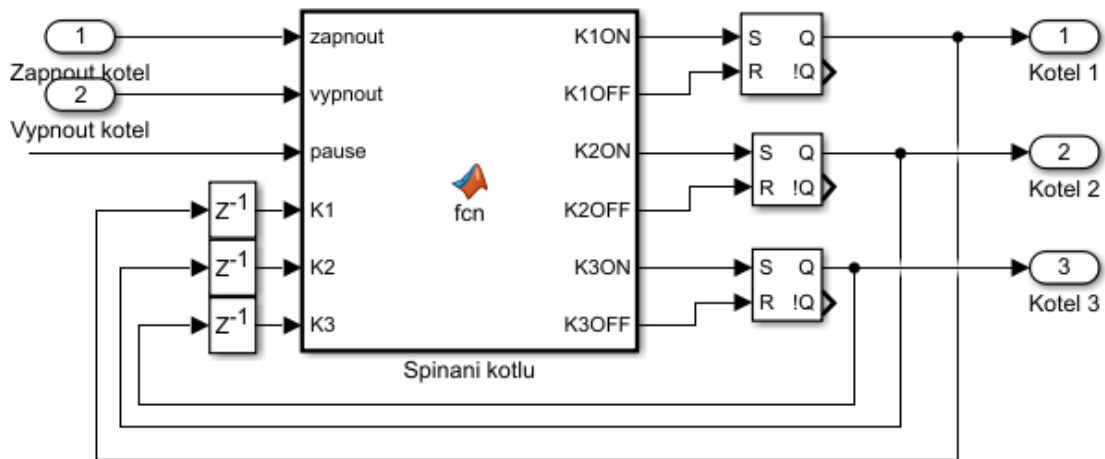 1
Zapnout kotel
2
Vypnout kotel
zapnout
vypnout
pause
K1
K2
K3
Z-1
Z-1
Z-1
fcn
K1ON
K1OFF
K2ON
K2OFF
K3ON
K3OFF
Spinani kotlu
S Q
R !Q
S Q
R !Q
S Q
R !Q
1
Kotel 1
2
Kotel 2
3
Kotel 3